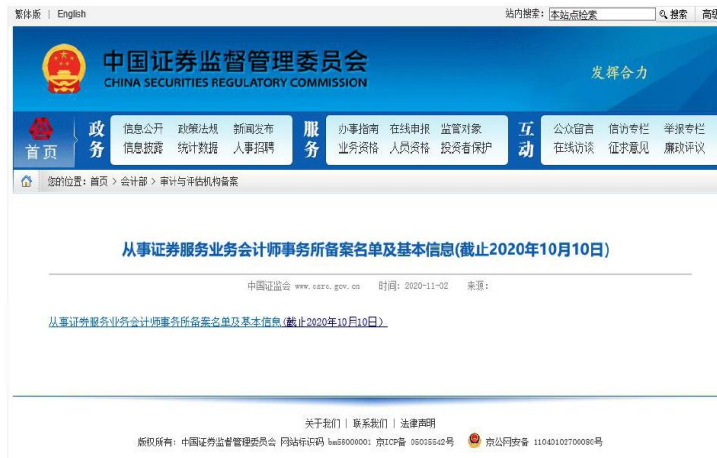 繁体版 | English 站内搜索: 本站点检索 搜索 高级
中国证券监督管理委员会
CHINA SECURITIES REGULATORY COMMISSION
发挥合力
首页
政务 信息公开 政策法规 新闻发布 服务 办事指南 在线申报 监管对象 互动 公众留言 信访专栏 举报专栏
信息披露 统计数据 人事招聘 业务资格 人员资格 投资者保护 在线访谈 征求意见 廉政评议
您的位置: 首页 > 会计部 > 审计与评估机构备案
从事证券服务业务会计师事务所备案名单及基本信息(截止2020年10月10日)
中国证监会 www.csrc.gov.cn 时间: 2020-11-02 来源:
从事证券服务业务会计师事务所备案名单及基本信息(截止2020年10月10日)
关于我们 | 联系我们 | 法律声明
版权所有: 中国证券监督管理委员会 网站标识码 bm56000001 京ICP备 05035542号 京公网安备 11040102700080号